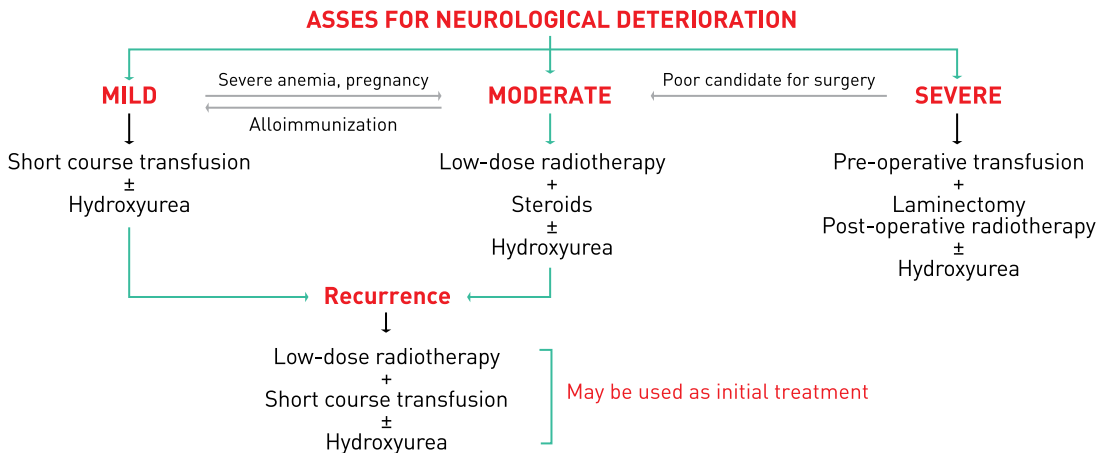 ASSES FOR NEUROLOGICAL DETERIORATION
MILD
Severe anemia, pregnancy
Alloimmunization
MODERATE
Poor candidate for surgery
SEVERE
Short course transfusion
±
Hydroxyurea
Low-dose radiotherapy
+
Steroids
±
Hydroxyurea
Pre-operative transfusion
+
Laminectomy
Post-operative radiotherapy
±
Hydroxyurea
Recurrence
Low-dose radiotherapy
+
Short course transfusion
±
Hydroxyurea
May be used as initial treatment